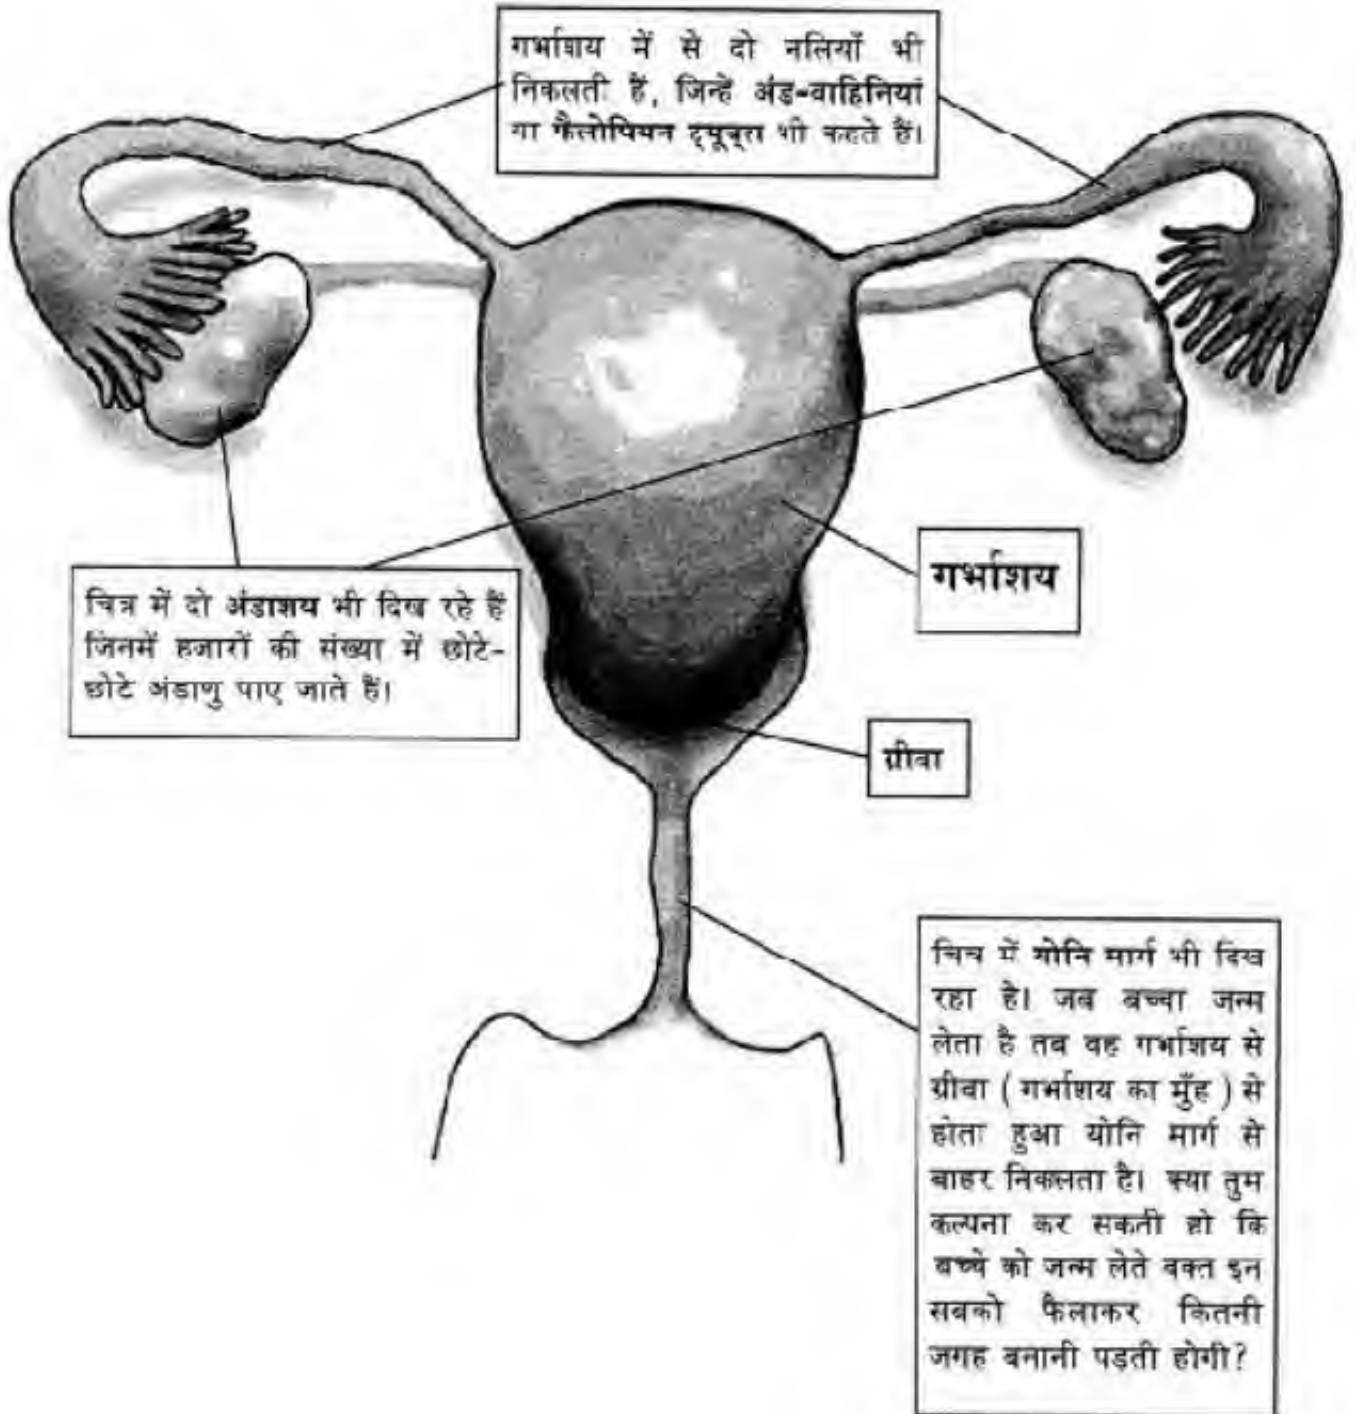 गर्भाशय में से दो नलियाँ भी
निकलती हैं, जिन्हें अंड-वाहिनियां
या फैलोपियन ट्यूब्स भी कहते हैं।
चित्र में दो अंडाशय भी दिख रहे हैं
जिनमें हजारों की संख्या में छोटे-
छोटे अंडाणु पाए जाते हैं।
गर्भाशय
ग्रीवा
चित्र में योनि मार्ग भी दिख
रहा है। जब बच्चा जन्म
लेता है तब वह गर्भाशय से
ग्रीवा ( गर्भाशय का मुँह ) से
होता हुआ योनि मार्ग से
बाहर निकलता है। क्या तुम
कल्पना कर सकती हो कि
बच्चे को जन्म लेते वक्त इन
सबको फैलाकर कितनी
जगह बनानी पड़ती होगी?